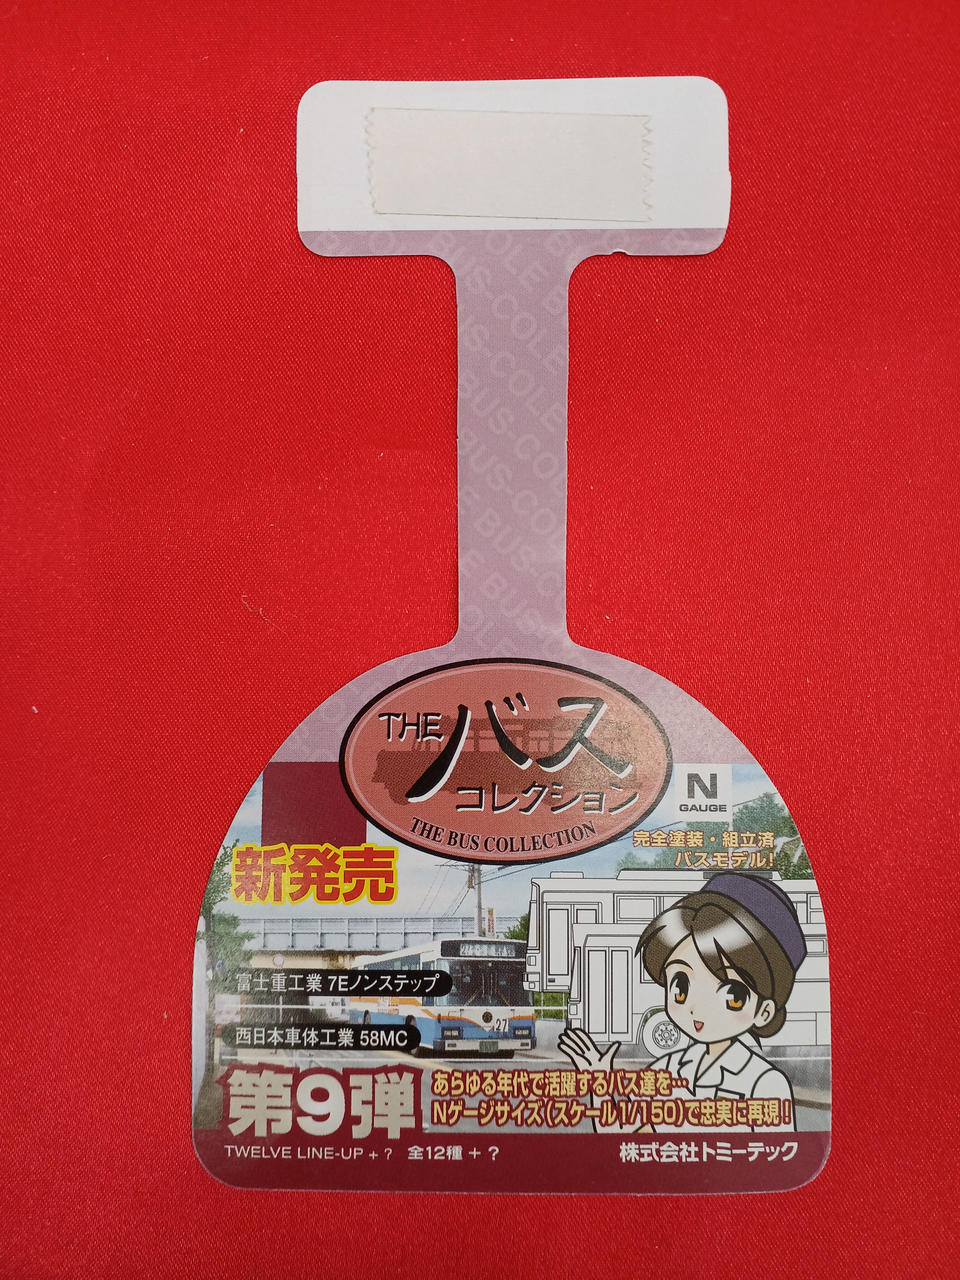 THE バス
コレクション
THE BUS COLLECTION
N
GAUGE
完全塗装・組立済
バスモデル!
新発売
富士重工業 7Eノンステップ
西日本車体工業 58MC
27
第9弾
あらゆる年代で活躍するバス達を…
Nゲージサイズ(スケール1/150)で忠実に再現!
TWELVE LINE-UP + ? 全12種 + ?
株式会社トミーテック